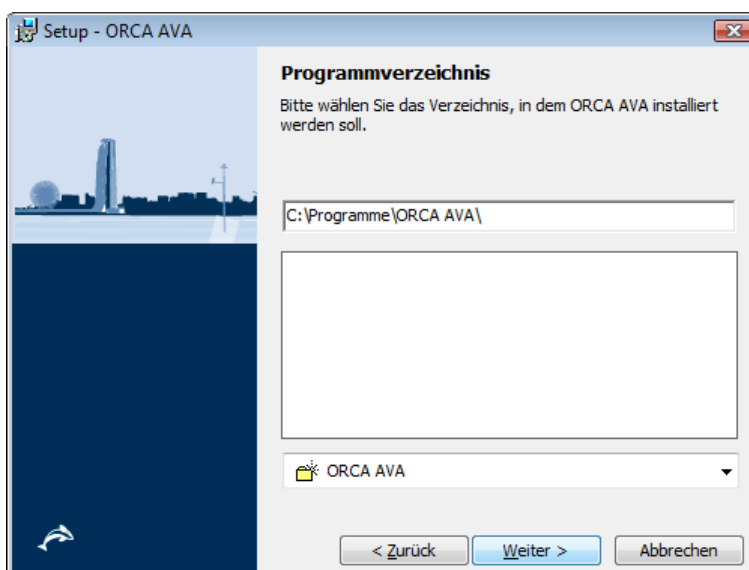 Setup - ORCA AVA
Programmverzeichnis
Bitte wählen Sie das Verzeichnis, in dem ORCA AVA installiert
werden soll.
C:\Programme\ORCA AVA\
ORCA AVA
< Zurück
Weiter >
Abbrechen